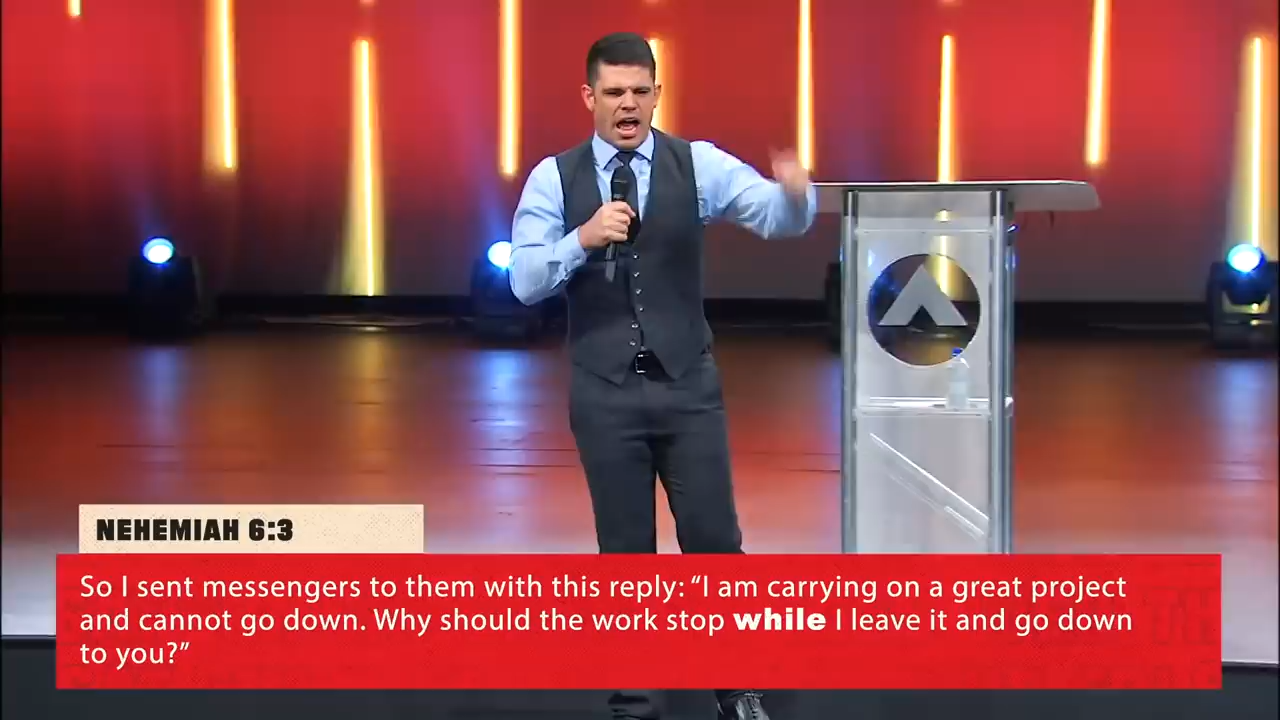 NEHEMIAH 6:3
So I sent messengers to them with this reply: “I am carrying on a great project
and cannot go down. Why should the work stop while I leave it and go down
to you?”